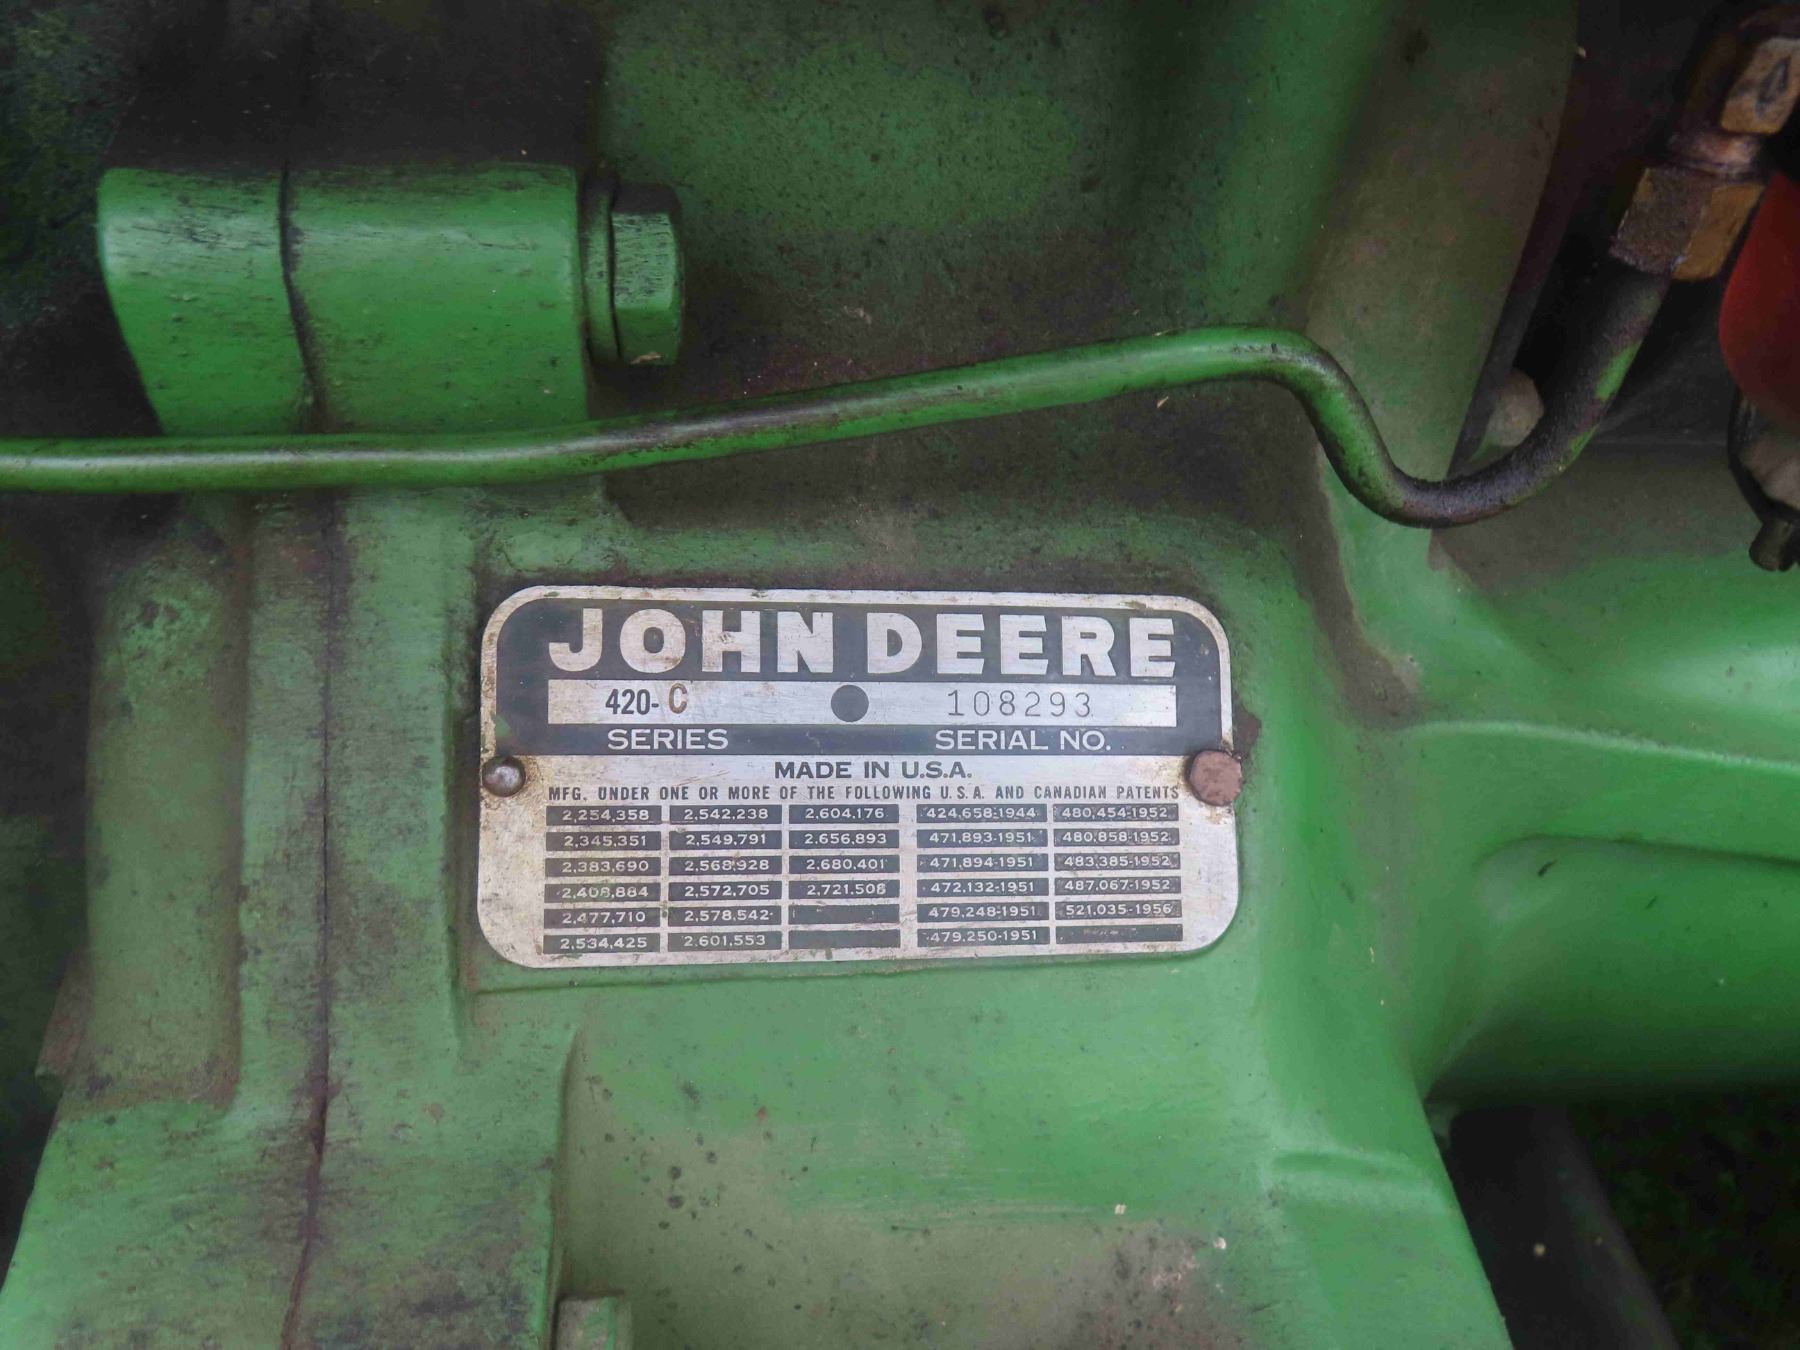 JOHN DEERE
420-C 108293
SERIES SERIAL NO.
MADE IN U.S.A.
MFG. UNDER ONE OR MORE OF THE FOLLOWING U.S.A. AND CANADIAN PATENTS
2,254,358 2,542,238 2,604,176 424,658-1944 480,454-1952
2,345,351 2,549,791 2,656,893 471,893-1951 480,858-1952
2,383,690 2,568,928 2,680,401 471,894-1951 483,385-1952
2,408,884 2,572,705 2,721,508 472,132-1951 487,067-1952
2,477,710 2,578,542 479,248-1951 521,035-1956
2,534,425 2,601,553 479,250-1951